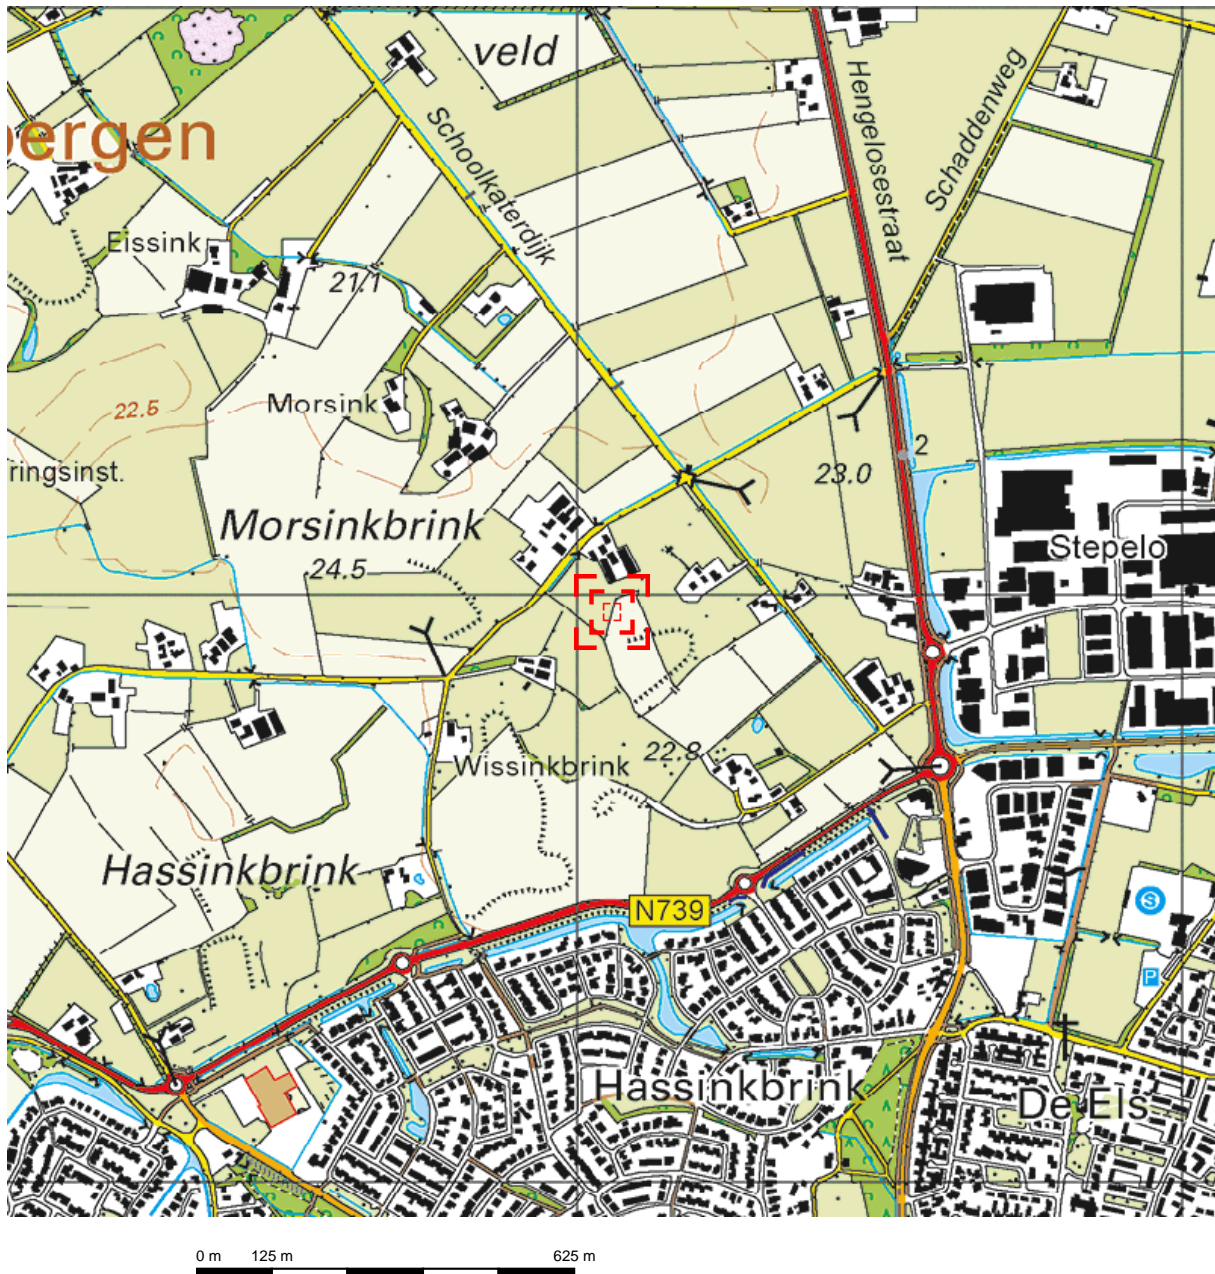 veld
Hengelosestraat
Schaddenweg
Schoolkaterdijk
bergen
Eissink
21.1
22.5
Morsink
2
23.0
ringsinst.
Morsinkbrink
Stepelo
24.5
Wissinkbrink
22.8
Hassinkbrink
N739
S
P
Hassinkbrink
De Els
0 m 125 m 625 m